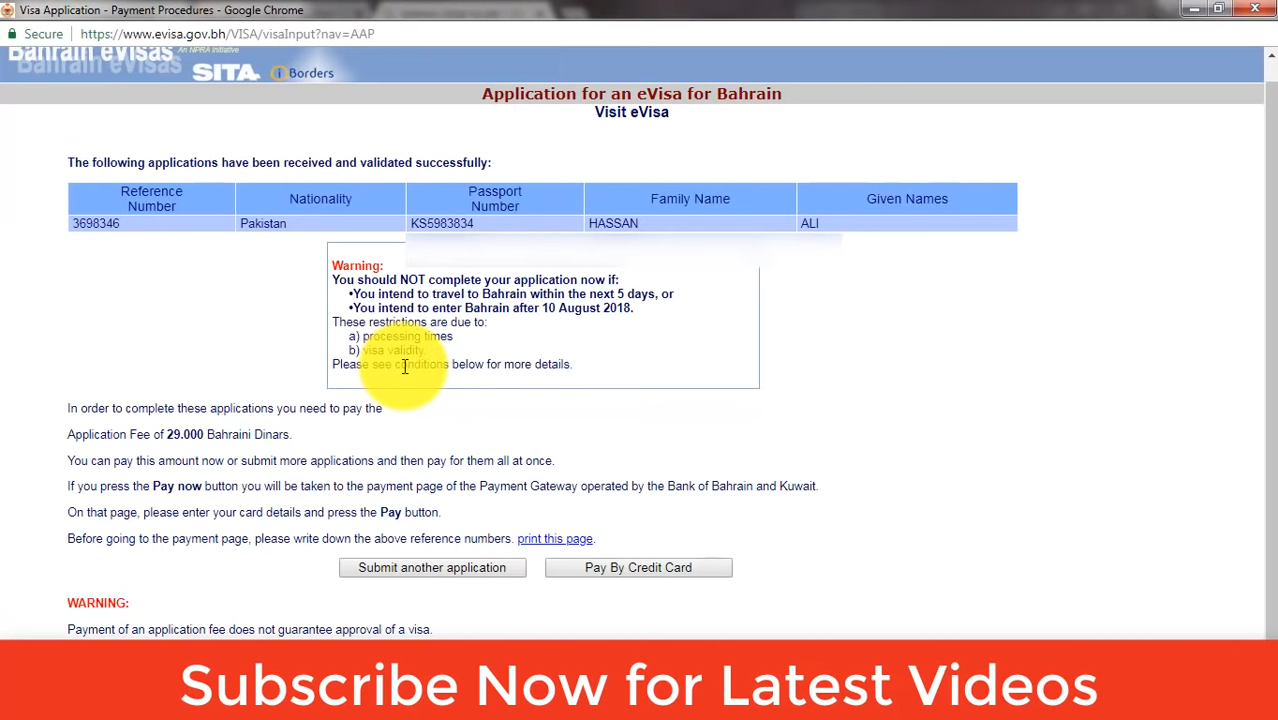 Visa Application - Payment Procedures - Google Chrome
Secure https://www.evisa.gov.bh/VISA/visaInput?nav=AAP
Bahrain eVisas An NPRA Initiative
SITA iBorders
Application for an eVisa for Bahrain
Visit eVisa
The following applications have been received and validated successfully:
Reference Number Nationality Passport Number Family Name Given Names
3698346 Pakistan KS5983834 HASSAN ALI
Warning:
You should NOT complete your application now if:
•You intend to travel to Bahrain within the next 5 days, or
•You intend to enter Bahrain after 10 August 2018.
These restrictions are due to:
a) processing times
b) visa validity.
Please see conditions below for more details.
In order to complete these applications you need to pay the
Application Fee of 29.000 Bahraini Dinars.
You can pay this amount now or submit more applications and then pay for them all at once.
If you press the Pay now button you will be taken to the payment page of the Payment Gateway operated by the Bank of Bahrain and Kuwait.
On that page, please enter your card details and press the Pay button.
Before going to the payment page, please write down the above reference numbers. print this page.
Submit another application Pay By Credit Card
WARNING:
Payment of an application fee does not guarantee approval of a visa.
Subscribe Now for Latest Videos